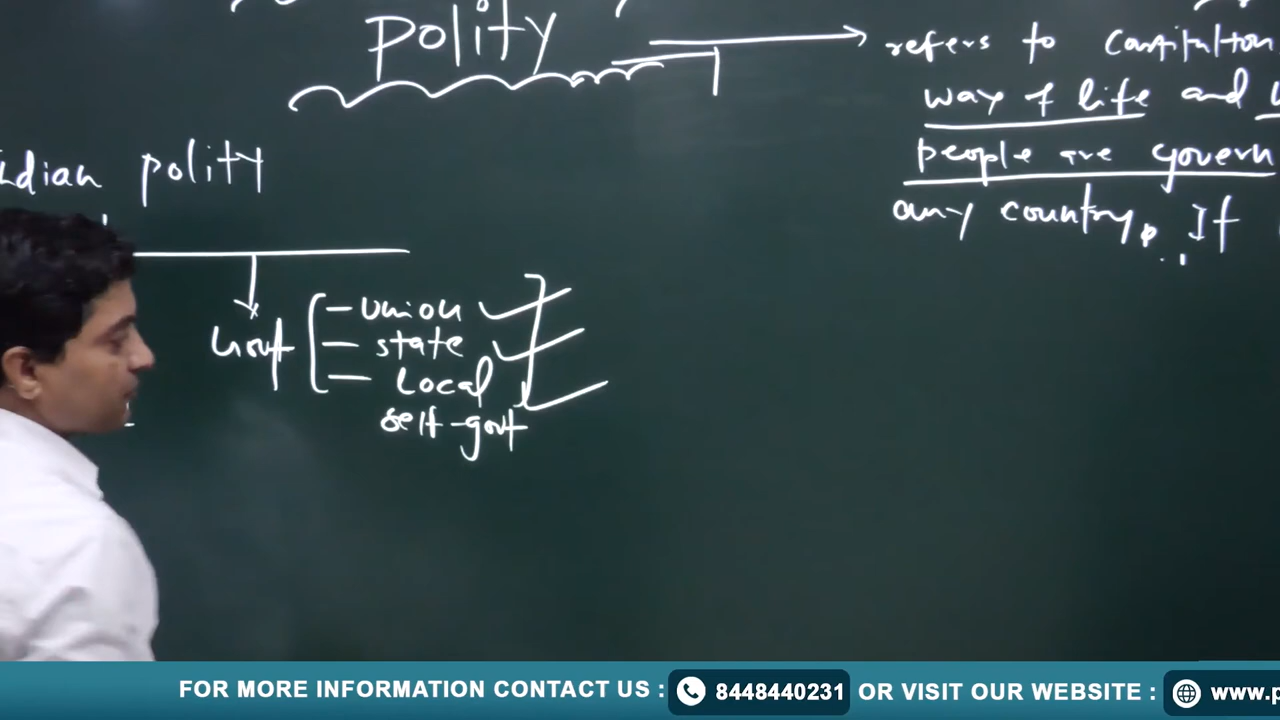 Polity
refers to Constitution
way of life and
people are govern
any country. If
ndian polity
Govt
- Union
- state
- Local
self-govt
FOR MORE INFORMATION CONTACT US : 8448440231 OR VISIT OUR WEBSITE : www.p